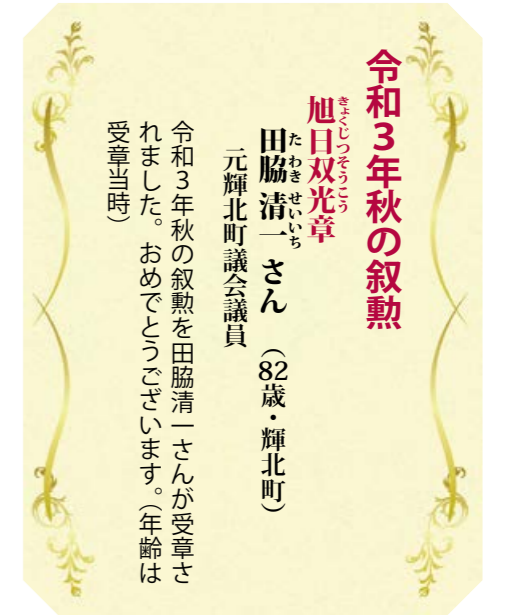 令和3年秋の叙勲
きょくじつそうこう
旭日双光章
た わき せいいち
田脇 清一 さん （82歳・輝北町）
元輝北町議会議員
令和3年秋の叙勲を田脇清一さんが受章さ
れました。おめでとうございます。（年齢は
受章当時）